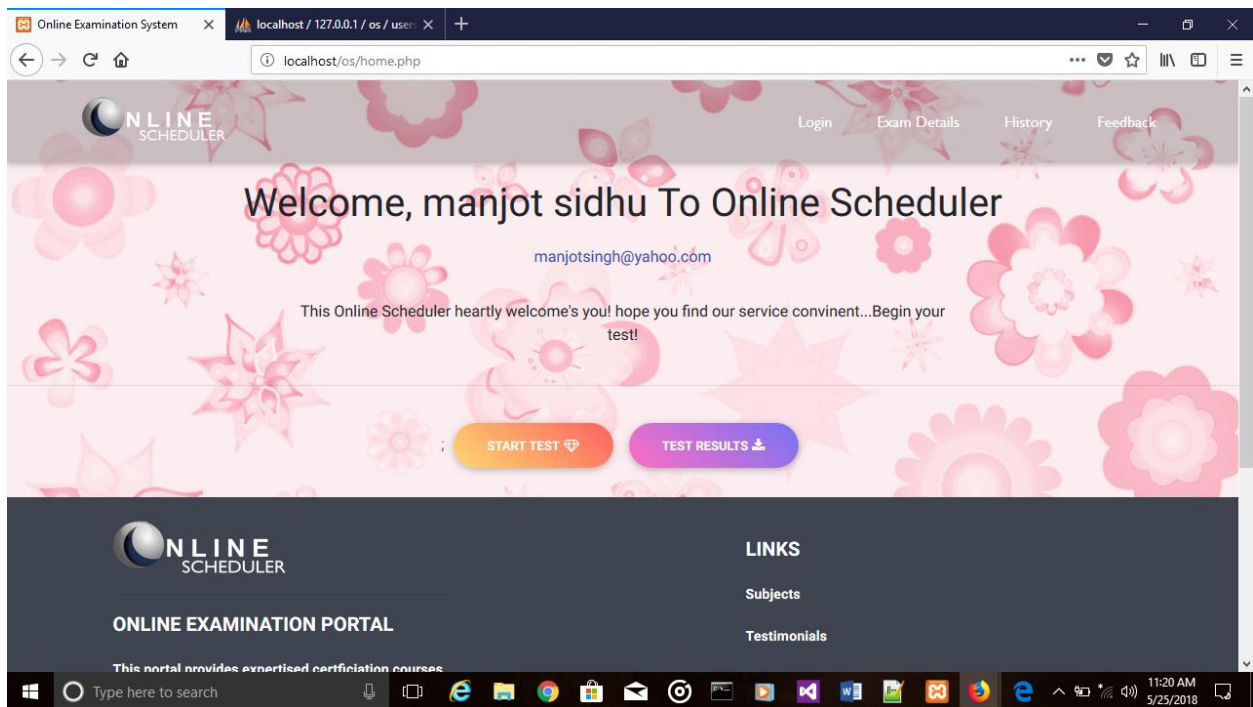 Online Examination System
localhost / 127.0.0.1 / os / users
localhost/os/home.php
NLINE
SCHEDULER
Login
Exam Details
History
Feedback
Welcome, manjot sidhu To Online Scheduler
manjotsingh@yahoo.com
This Online Scheduler heartly welcome's you! hope you find our service convinent...Begin your
test!
;
START TEST
TEST RESULTS
NLINE
SCHEDULER
LINKS
Subjects
ONLINE EXAMINATION PORTAL
Testimonials
This portal provides expertised certficiation courses
Type here to search
11:20 AM
5/25/2018